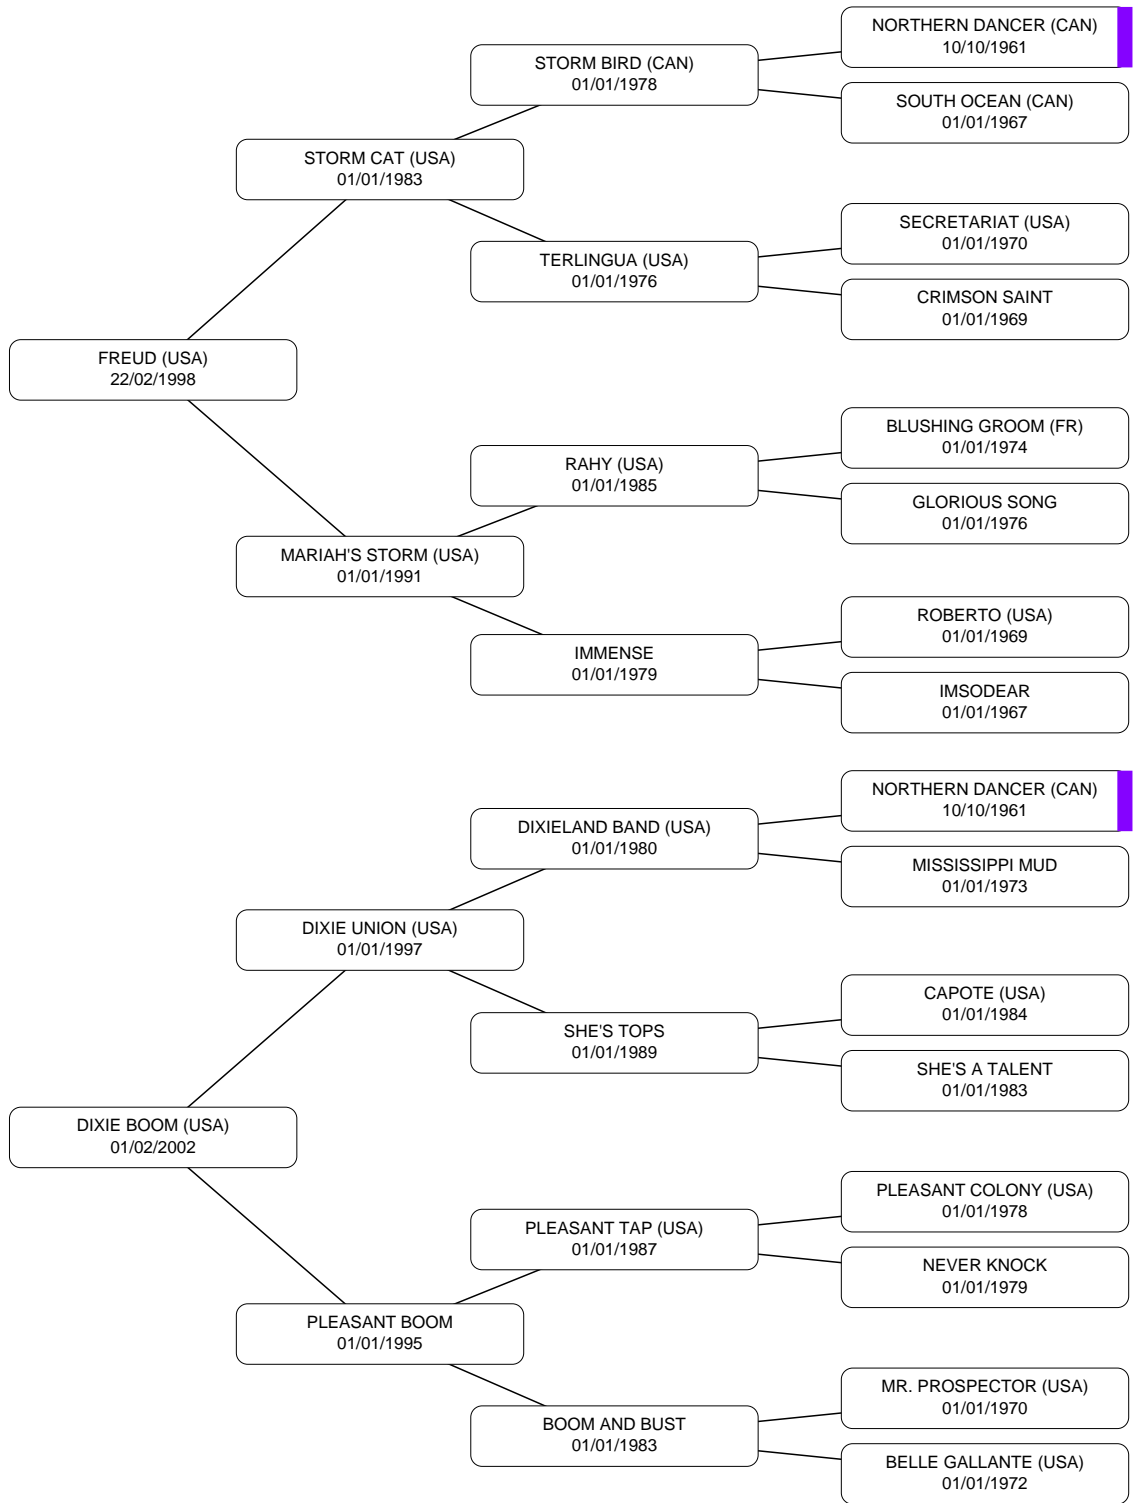 NORTHERN DANCER (CAN)
10/10/1961
STORM BIRD (CAN)
01/01/1978
SOUTH OCEAN (CAN)
01/01/1967
STORM CAT (USA)
01/01/1983
SECRETARIAT (USA)
01/01/1970
TERLINGUA (USA)
01/01/1976
CRIMSON SAINT
01/01/1969
FREUD (USA)
22/02/1998
BLUSHING GROOM (FR)
01/01/1974
RAHY (USA)
01/01/1985
GLORIOUS SONG
01/01/1976
MARIAH'S STORM (USA)
01/01/1991
ROBERTO (USA)
01/01/1969
IMMENSE
01/01/1979
IMSODEAR
01/01/1967
NORTHERN DANCER (CAN)
10/10/1961
DIXIELAND BAND (USA)
01/01/1980
MISSISSIPPI MUD
01/01/1973
DIXIE UNION (USA)
01/01/1997
CAPOTE (USA)
01/01/1984
SHE'S TOPS
01/01/1989
SHE'S A TALENT
01/01/1983
DIXIE BOOM (USA)
01/02/2002
PLEASANT COLONY (USA)
01/01/1978
PLEASANT TAP (USA)
01/01/1987
NEVER KNOCK
01/01/1979
PLEASANT BOOM
01/01/1995
MR. PROSPECTOR (USA)
01/01/1970
BOOM AND BUST
01/01/1983
BELLE GALLANTE (USA)
01/01/1972